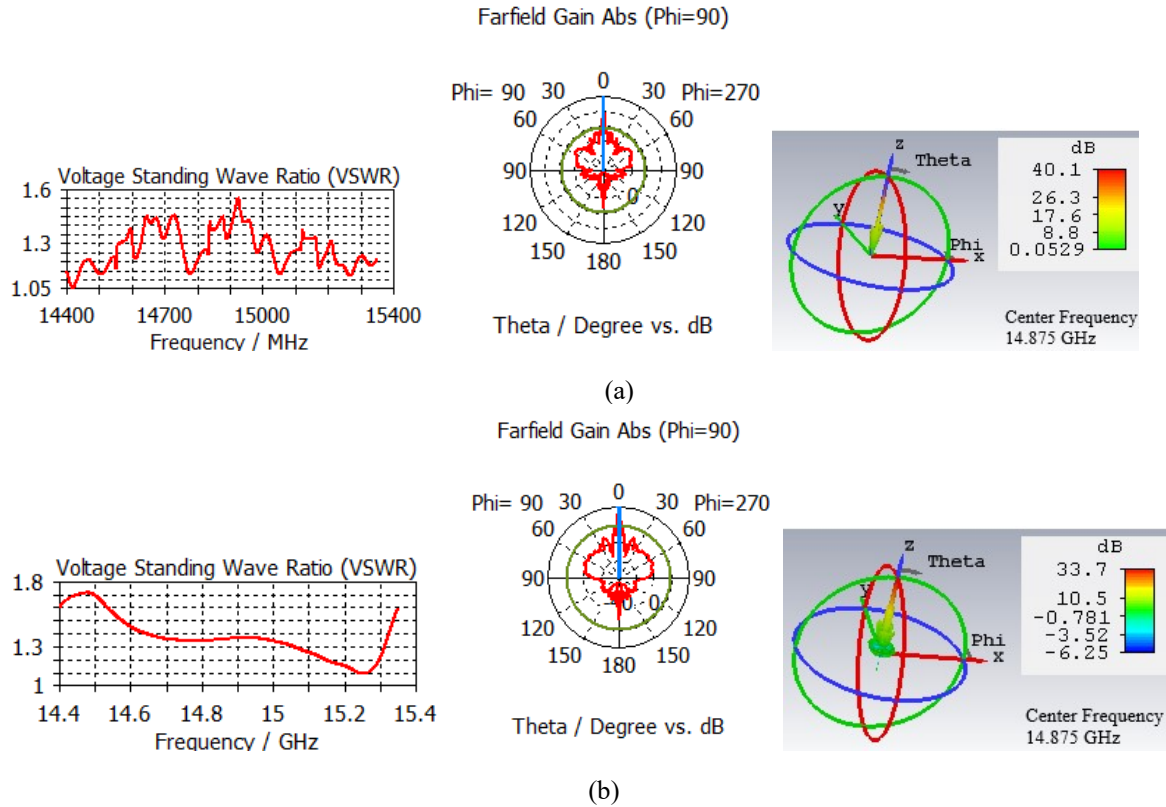 Farfield Gain Abs (Phi=90)
Phi= 90 30 0 30 Phi=270
60 60
90 0 90
120 120
150 180 150
Theta / Degree vs. dB
Voltage Standing Wave Ratio (VSWR)
1.6
1.3
1.05
14400 14700 15000 15400
Frequency / MHz
z
Theta
y
Phi
x
dB
40.1
26.3
17.6
8.8
0.0529
Center Frequency
14.875 GHz
(a)
Farfield Gain Abs (Phi=90)
Phi= 90 30 0 30 Phi=270
60 60
90 90
0
120 120
150 180 150
Theta / Degree vs. dB
Voltage Standing Wave Ratio (VSWR)
1.8
1.3
1
14.4 14.6 14.8 15 15.2 15.4
Frequency / GHz
z
Theta
y
Phi
x
dB
33.7
10.5
-0.781
-3.52
-6.25
Center Frequency
14.875 GHz
(b)